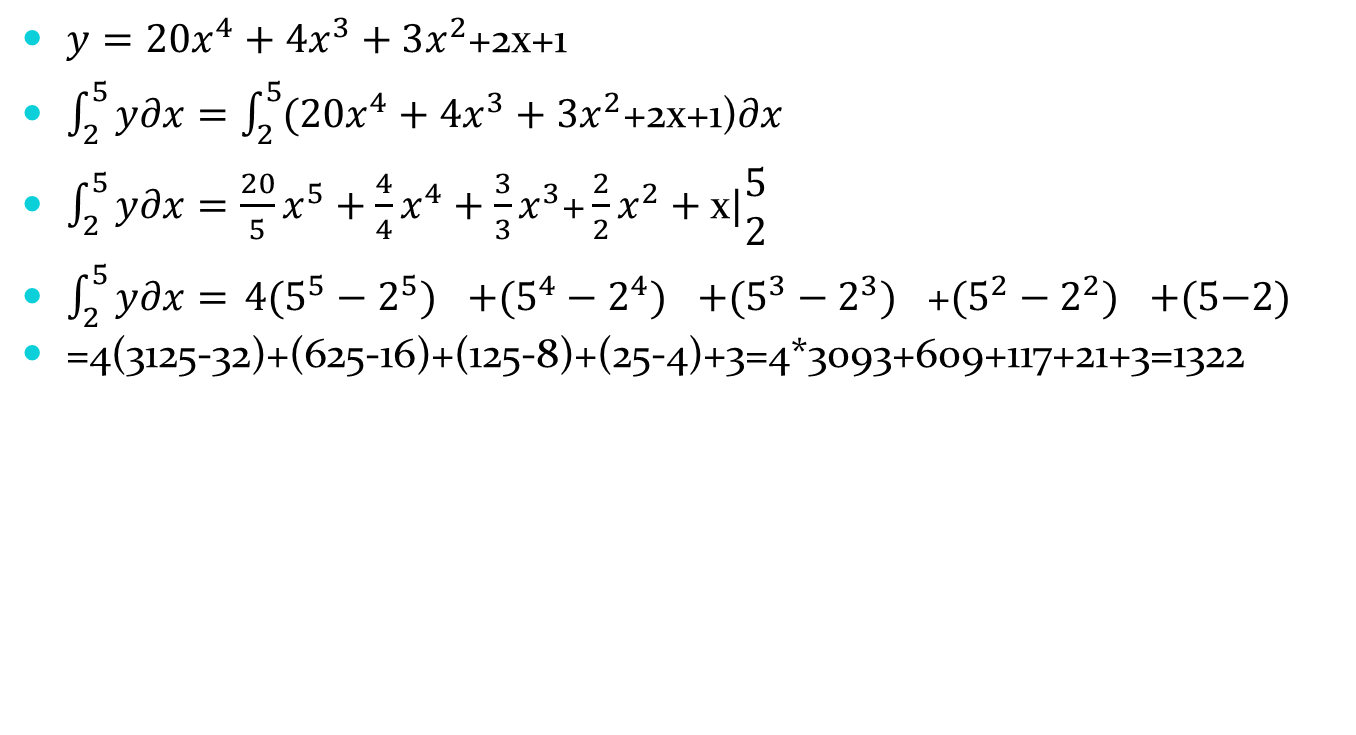 • y = 20x⁴ + 4x³ + 3x²+2x+1
• ∫₂⁵ y∂x = ∫₂⁵(20x⁴ + 4x³ + 3x²+2x+1)∂x
• ∫₂⁵ y∂x = 20/5 x⁵ + 4/4 x⁴ + 3/3 x³+ 2/2 x² + x|⁵₂
• ∫₂⁵ y∂x = 4(5⁵ − 2⁵) +(5⁴ − 2⁴) +(5³ − 2³) +(5² − 2²) +(5−2)
• =4(3125-32)+(625-16)+(125-8)+(25-4)+3=4*3093+609+117+21+3=1322